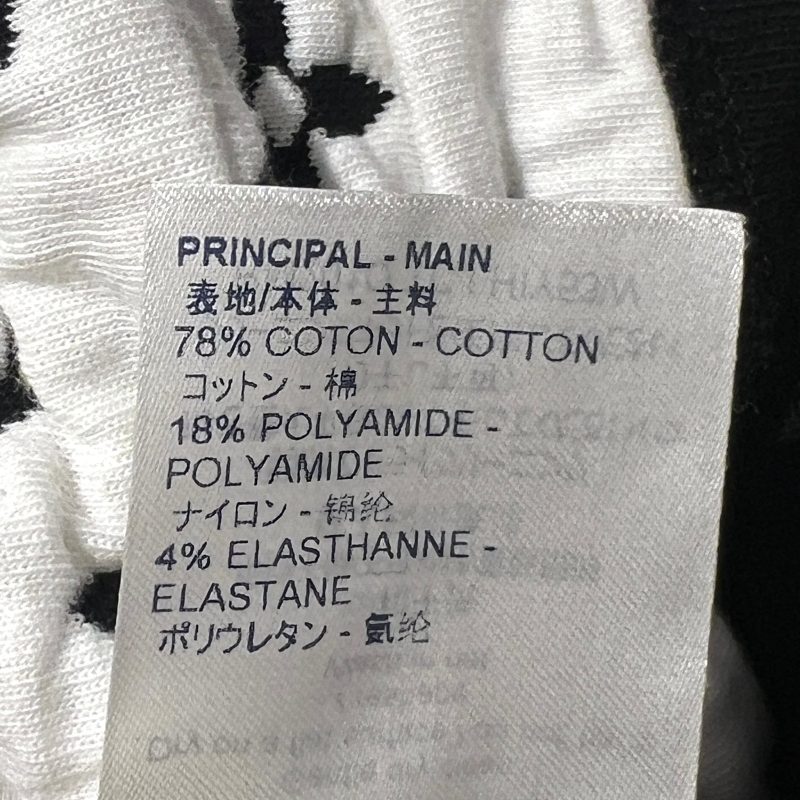 PRINCIPAL - MAIN
表地/本体 - 主料
78% COTON - COTTON
コットン - 棉
18% POLYAMIDE -
POLYAMIDE
ナイロン - 锦纶
4% ELASTHANNE -
ELASTANE
ポリウレタン - 氨纶